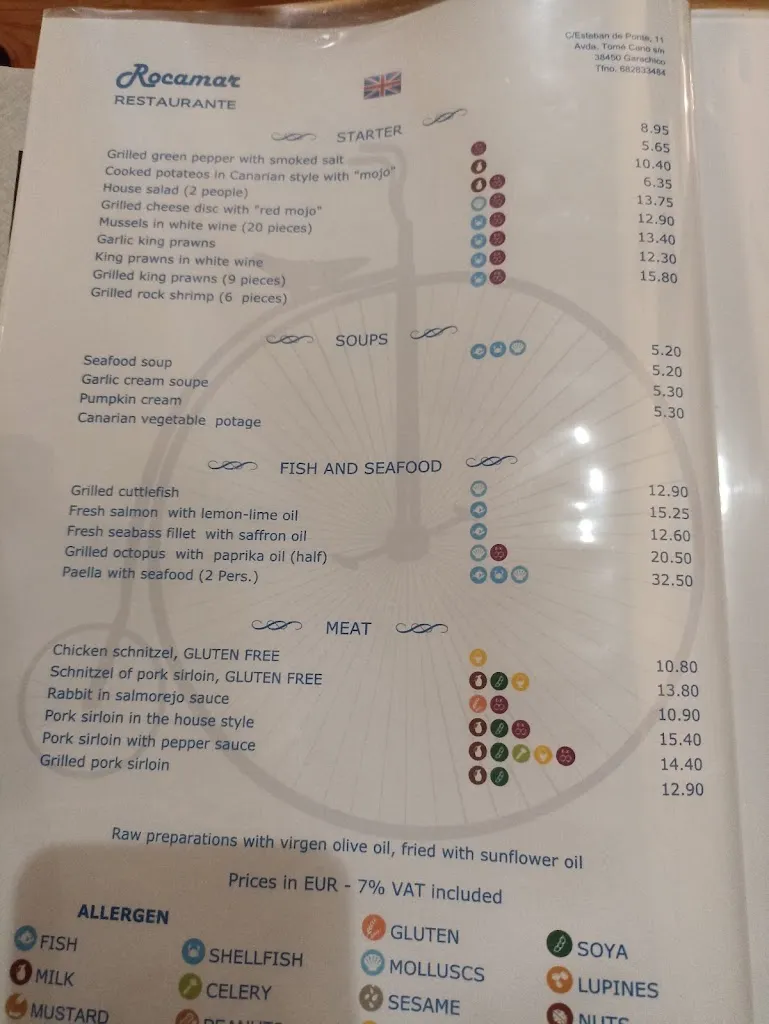 Rocamar
RESTAURANTE
C/Esteban de Ponte, 11
Avda. Tomé Cano s/n
38450 Garachico
Tfno. 682833484
STARTER
Grilled green pepper with smoked salt 8.95
Cooked potateos in Canarian style with "mojo" 5.65
House salad (2 people) 10.40
Grilled cheese disc with "red mojo" 6.35
Mussels in white wine (20 pieces) 13.75
Garlic king prawns 12.90
King prawns in white wine 13.40
Grilled king prawns (9 pieces) 12.30
Grilled rock shrimp (6 pieces) 15.80
SOUPS
Seafood soup 5.20
Garlic cream soupe 5.20
Pumpkin cream 5.30
Canarian vegetable potage 5.30
FISH AND SEAFOOD
Grilled cuttlefish 12.90
Fresh salmon with lemon-lime oil 15.25
Fresh seabass fillet with saffron oil 12.60
Grilled octopus with paprika oil (half) 20.50
Paella with seafood (2 Pers.) 32.50
MEAT
Chicken schnitzel, GLUTEN FREE 10.80
Schnitzel of pork sirloin, GLUTEN FREE 13.80
Rabbit in salmorejo sauce 10.90
Pork sirloin in the house style 15.40
Pork sirloin with pepper sauce 14.40
Grilled pork sirloin 12.90
Raw preparations with virgen olive oil, fried with sunflower oil
Prices in EUR - 7% VAT included
ALLERGEN
FISH SHELLFISH GLUTEN SOYA
MILK CELERY MOLLUSCS LUPINES
MUSTARD PEANUTS SESAME NUTS